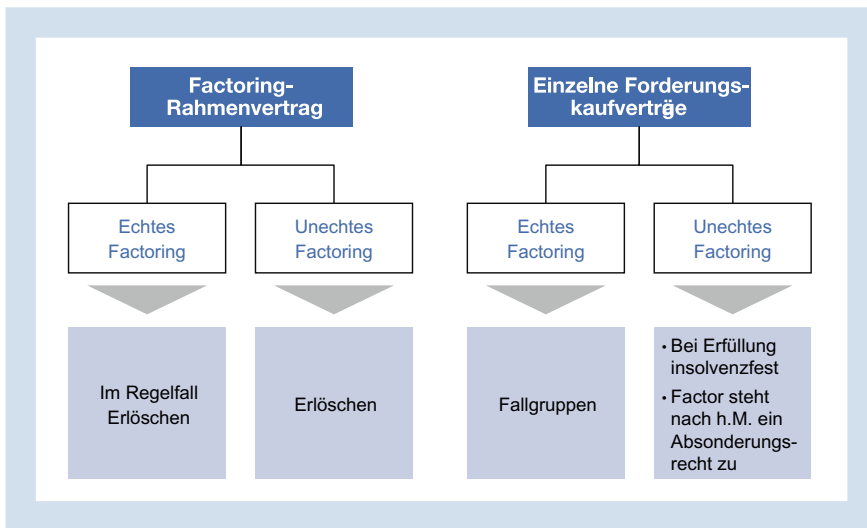 Factoring-
Rahmenvertrag
Einzelne Forderungs-
kaufverträge
Echtes
Factoring
Unechtes
Factoring
Echtes
Factoring
Unechtes
Factoring
Im Regelfall
Erlöschen
Erlöschen
Fallgruppen
• Bei Erfüllung
insolvenzfest
• Factor steht
nach h.M. ein
Absonderungs-
recht zu